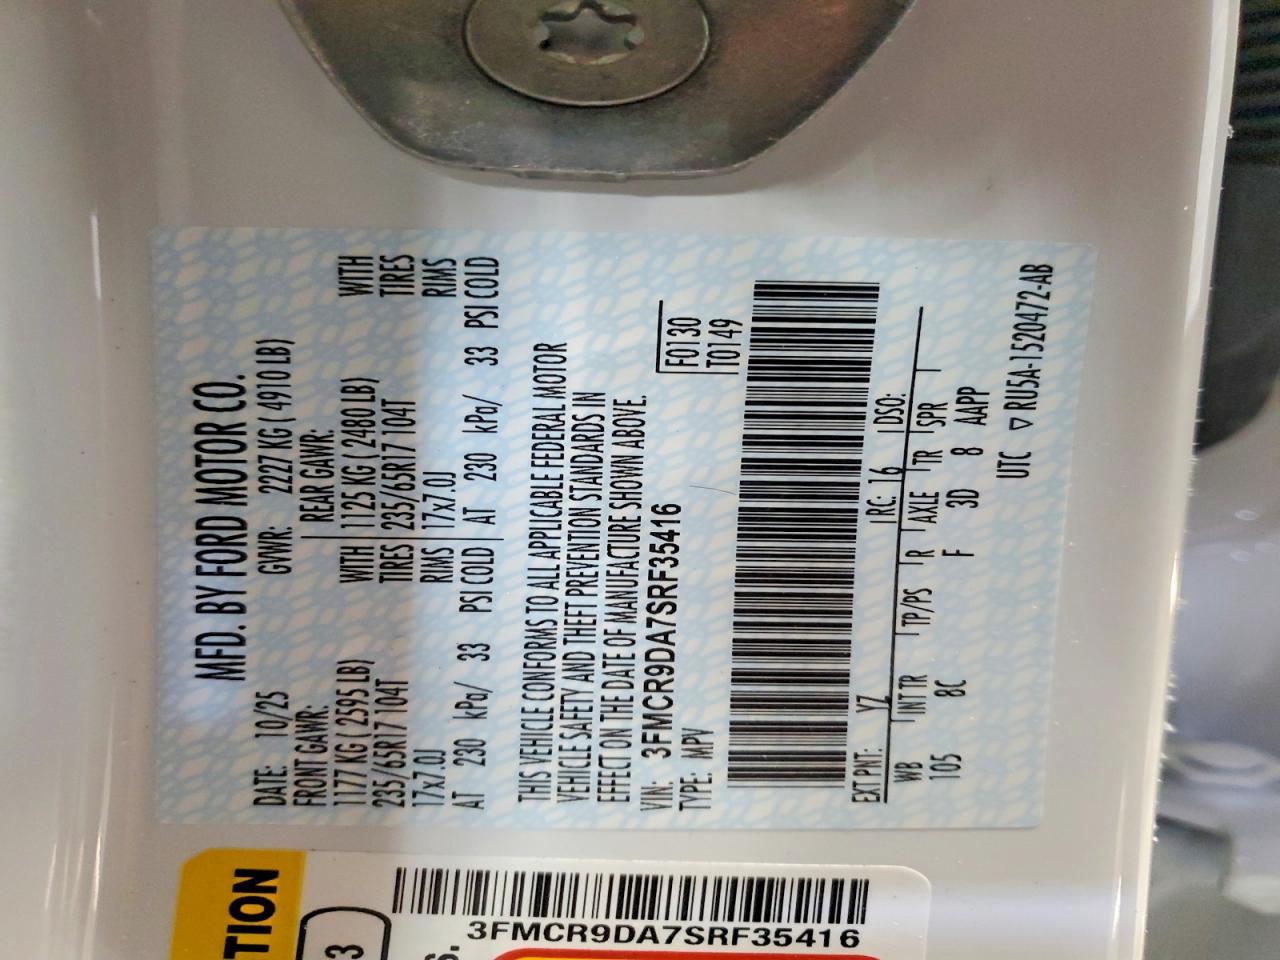 MFD. BY FORD MOTOR CO.
DATE: 10/25 GVWR: 2227 KG ( 4910 LB)
FRONT GAWR: REAR GAWR:
1177 KG ( 2595 LB) WITH 1125 KG ( 2480 LB) WITH
235/65R17 104T TIRES 235/65R17 104T TIRES
17x7.0J RIMS 17x7.0J RIMS
AT 230 kPa/ 33 PSI COLD AT 230 kPa/ 33 PSI COLD
THIS VEHICLE CONFORMS TO ALL APPLICABLE FEDERAL MOTOR
VEHICLE SAFETY AND THEFT PREVENTION STANDARDS IN
EFFECT ON THE DATE OF MANUFACTURE SHOWN ABOVE.
VIN: 3FMCR9DA7SRF35416
TYPE: MPV
F0130
T0149
EXT PNT: YZ RC: 16 DSO:
WB INT TR TP/PS R AXLE TR SPR
105 8C F 3D 8 AAPP
UTC ▽ RU5A-1520472-AB
TION
3
S.
3FMCR9DA7SRF35416